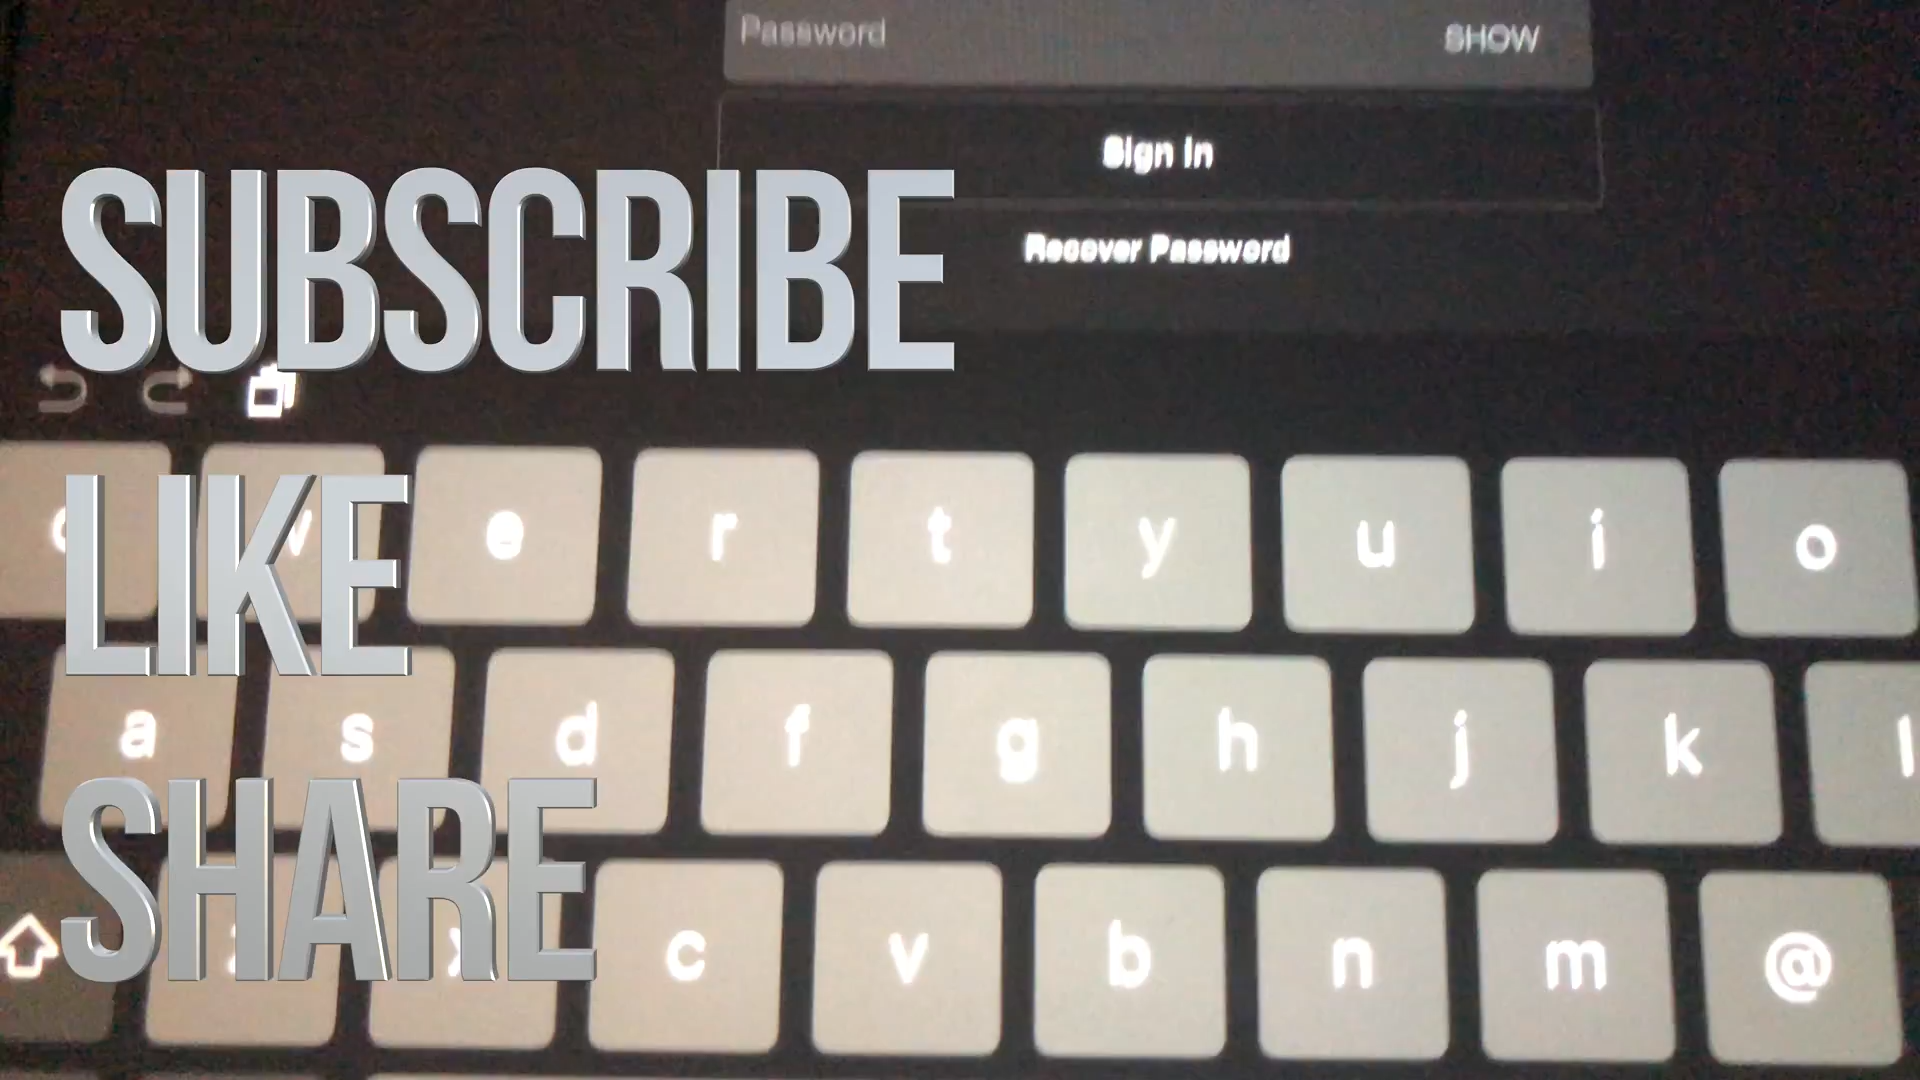 Password SHOW
Sign In
SUBSCRIBE
Recover Password
LIKE
e r t y u i o
a s d f g h j k l
SHARE
c v b n m @